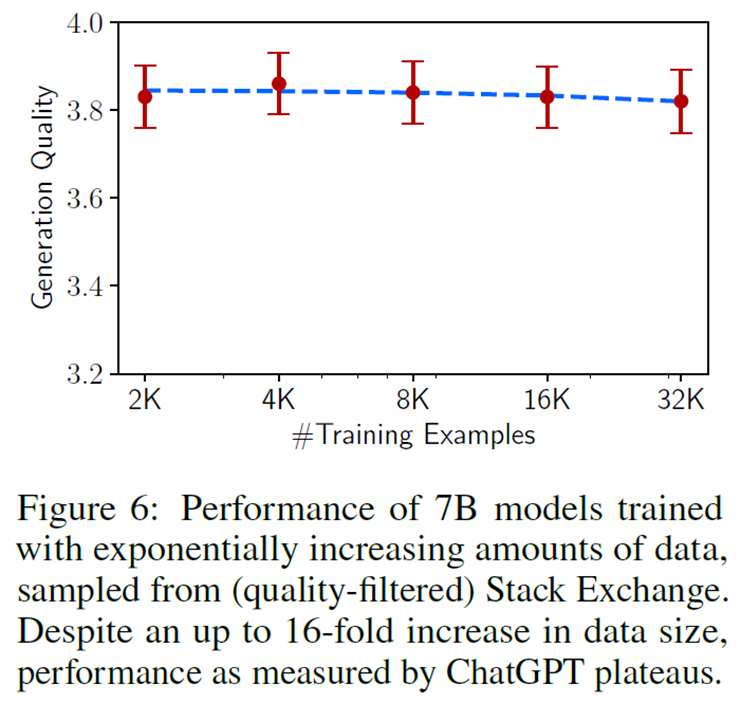 4.0
3.8
3.6
3.4
3.2
Generation Quality
2K 4K 8K 16K 32K
#Training Examples
Figure 6: Performance of 7B models trained
with exponentially increasing amounts of data,
sampled from (quality-filtered) Stack Exchange.
Despite an up to 16-fold increase in data size,
performance as measured by ChatGPT plateaus.